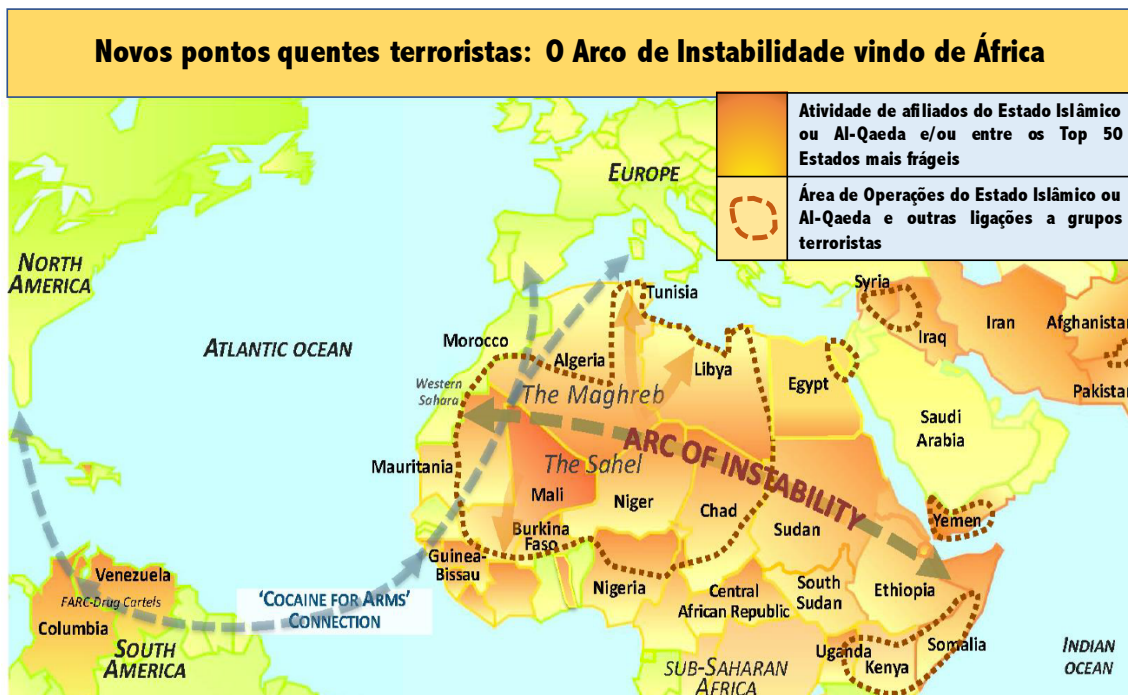 Novos pontos quentes terroristas: O Arco de Instabilidade vindo de África
Atividade de afiliados do Estado Islâmico
ou Al-Qaeda e/ou entre os Top 50
Estados mais frágeis
Área de Operações do Estado Islâmico ou
Al-Qaeda e outras ligações a grupos
terroristas
EUROPE
NORTH
AMERICA
ATLANTIC OCEAN
Syria
Tunisia
Iran
Afghanistan
Iraq
Morocco
Algeria
Libya
Egypt
Pakistan
Western
Sahara
The Maghreb
Saudi
Arabia
ARC OF INSTABILITY
Mauritania
The Sahel
Mali
Niger
Chad
Sudan
Yemen
Burkina
Faso
Guinea-
Bissau
Nigeria
Central
African Republic
South
Sudan
Ethiopia
Venezuela
FARC-Drug Cartels
Columbia
'COCAINE FOR ARMS'
CONNECTION
SOUTH
AMERICA
Uganda
Kenya
Somalia
INDIAN
OCEAN
SUB-SAHARAN
AFRICA